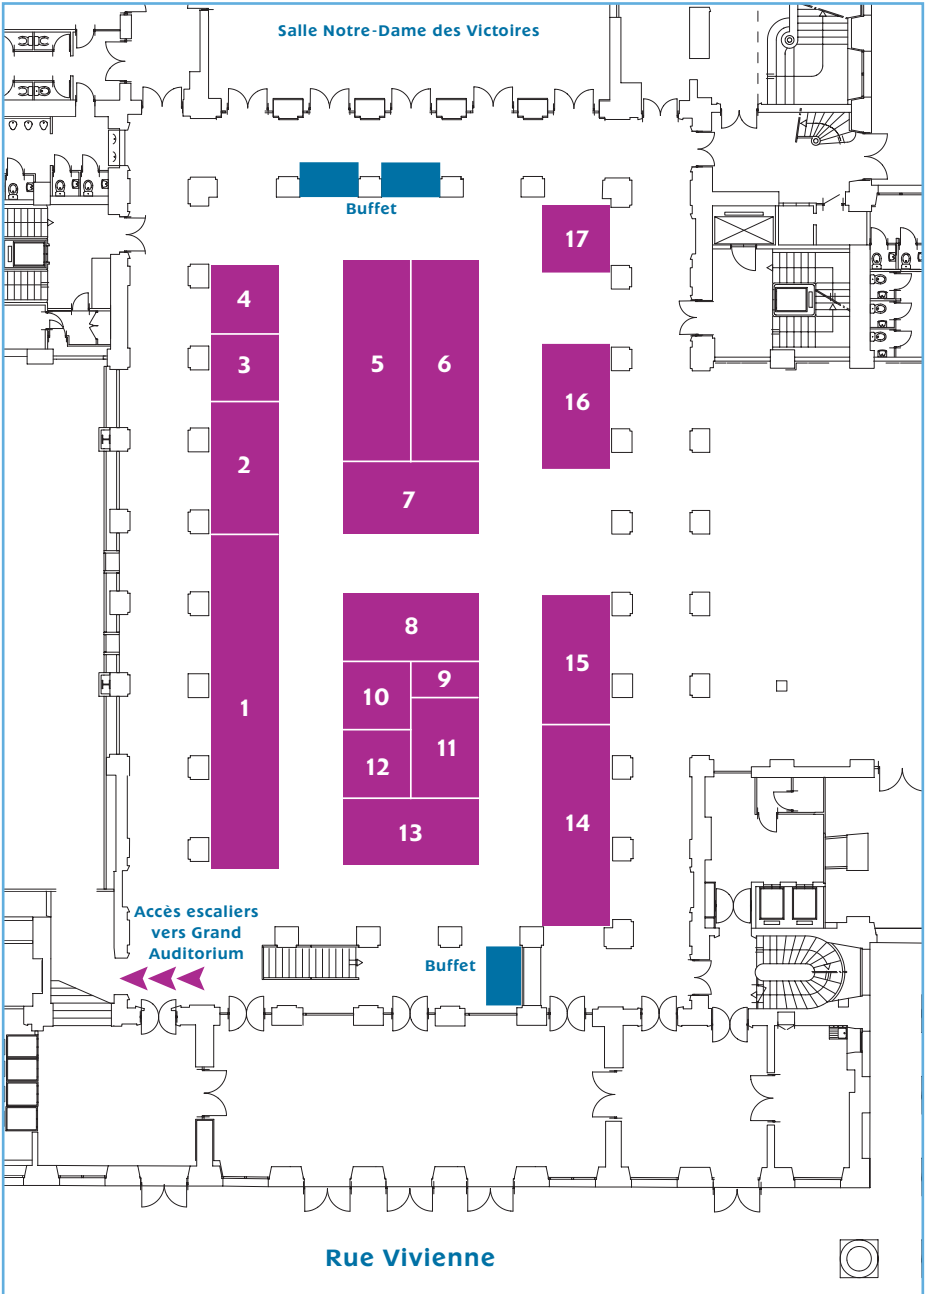 Salle Notre-Dame des Victoires
Buffet
17
4
3
5
6
16
2
7
8
15
9
10
1
11
12
14
13
Accès escaliers
vers Grand
Auditorium
Buffet
Rue Vivienne